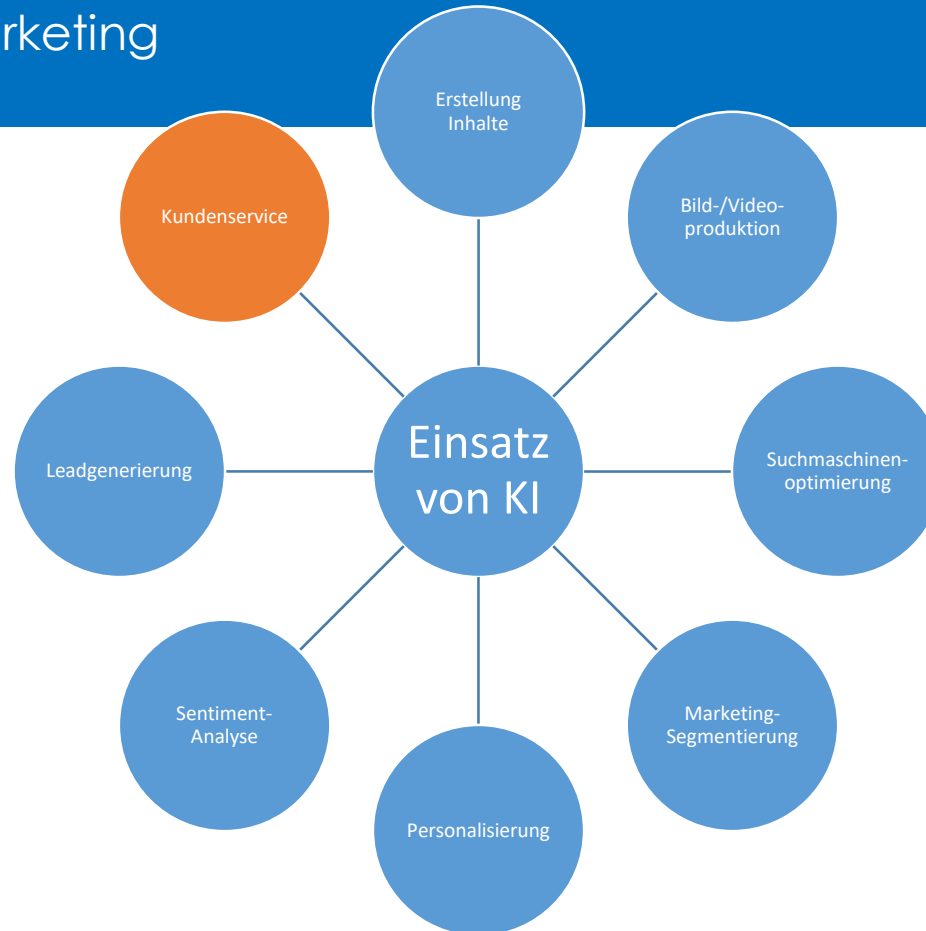 rketing
Erstellung
Inhalte
Bild-/Video-
produktion
Suchmaschinen-
optimierung
Marketing-
Segmentierung
Personalisierung
Sentiment-
Analyse
Leadgenerierung
Kundenservice
Einsatz
von KI